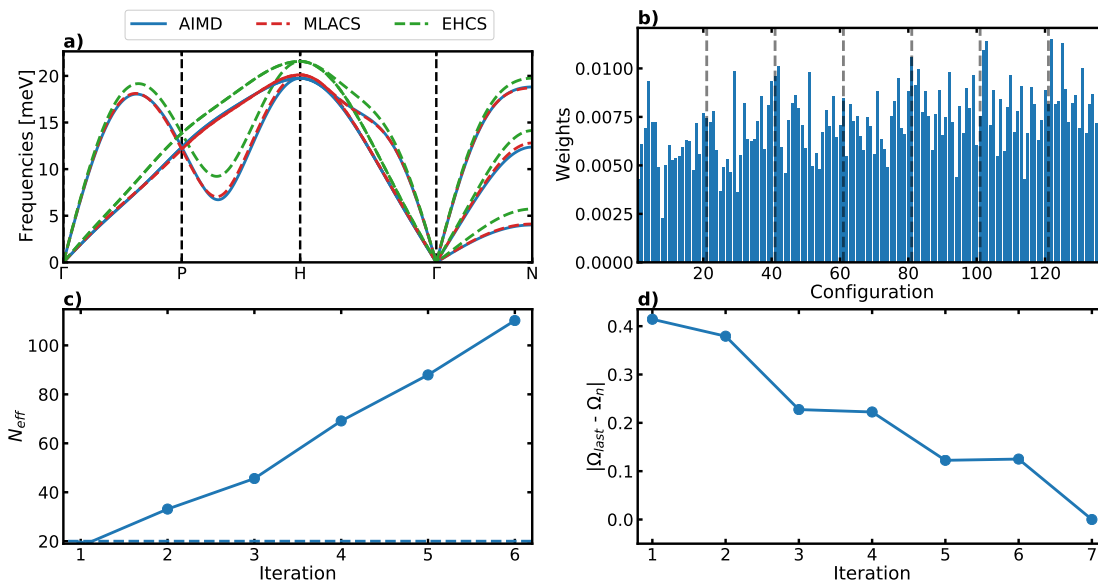 AIMD MLACS EHCS
a)
Frequencies [meV]
20
15
10
5
0
Γ P H Γ N
b)
Weights
0.0100
0.0075
0.0050
0.0025
0.0000
20 40 60 80 100 120
Configuration
c)
N_eff
100
80
60
40
20
1 2 3 4 5 6
Iteration
d)
|Ω_last - Ω_n|
0.4
0.3
0.2
0.1
0.0
1 2 3 4 5 6 7
Iteration